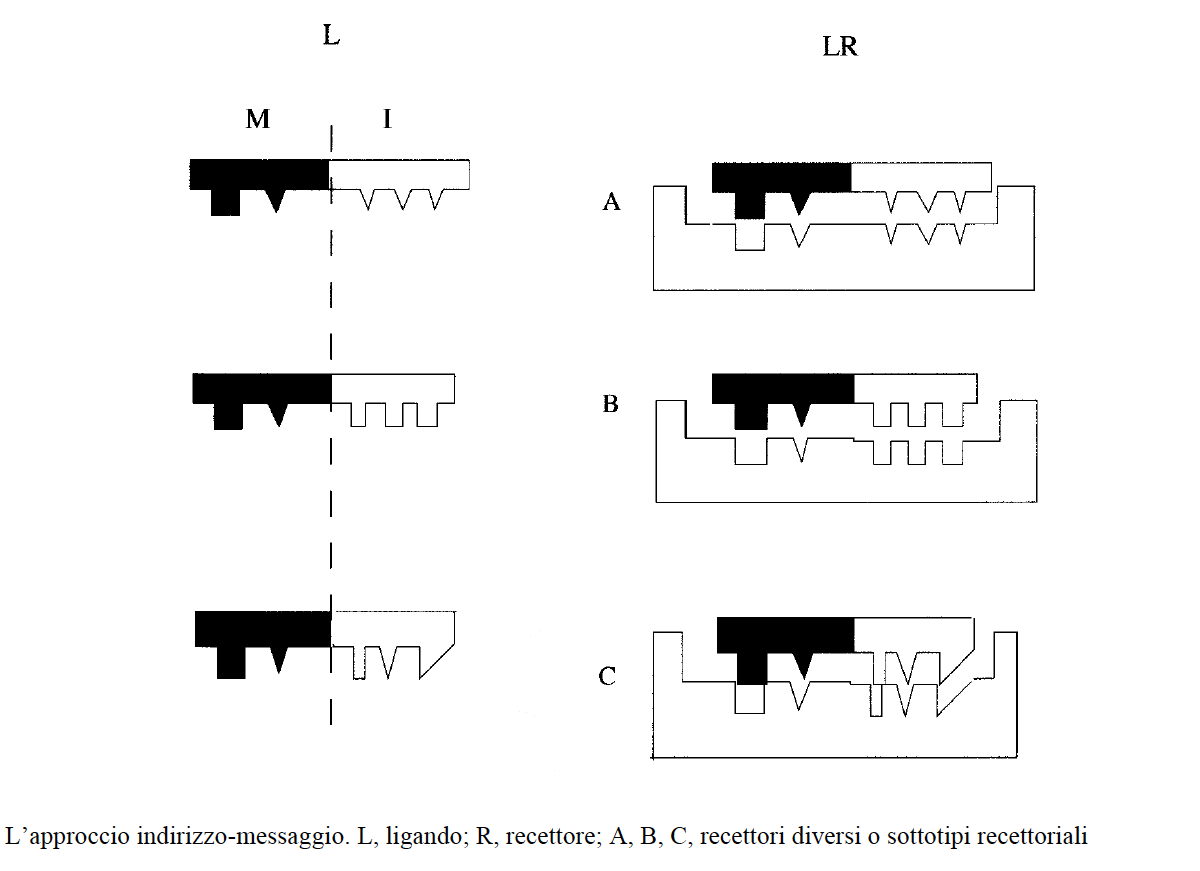 L
LR
M I
A
B
C
L’approccio indirizzo-messaggio. L, ligando; R, recettore; A, B, C, recettori diversi o sottotipi recettoriali